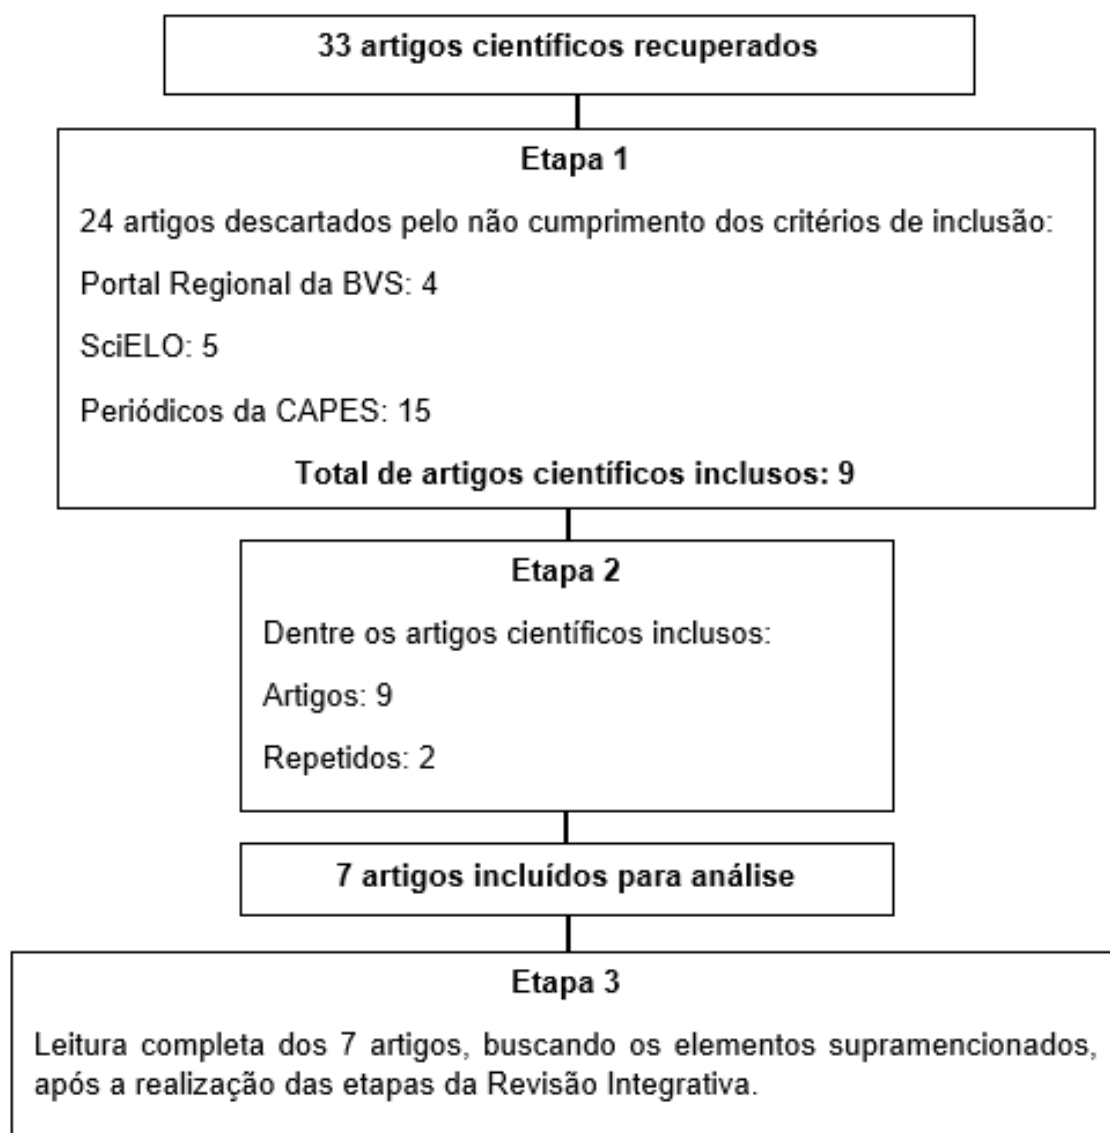 33 artigos científicos recuperados
Etapa 1
24 artigos descartados pelo não cumprimento dos critérios de inclusão:
Portal Regional da BVS: 4
SciELO: 5
Periódicos da CAPES: 15
Total de artigos científicos inclusos: 9
Etapa 2
Dentre os artigos científicos inclusos:
Artigos: 9
Repetidos: 2
7 artigos incluídos para análise
Etapa 3
Leitura completa dos 7 artigos, buscando os elementos supramencionados,
após a realização das etapas da Revisão Integrativa.